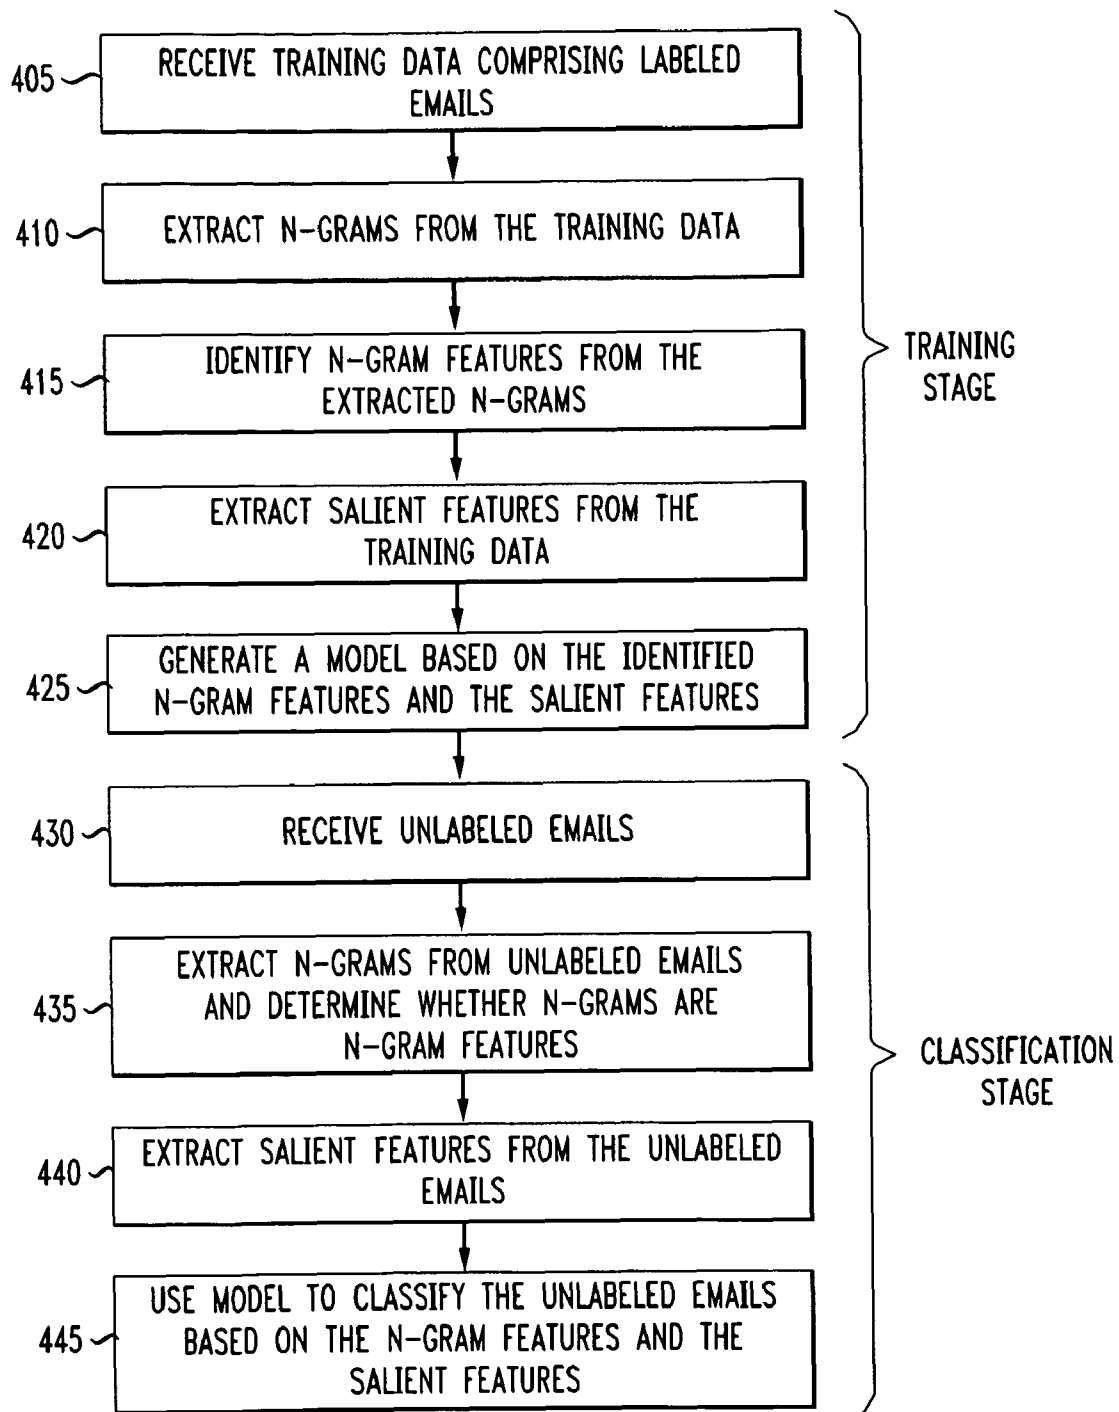 405
RECEIVE TRAINING DATA COMPRISING LABELED
EMAILS
410
EXTRACT N-GRAMS FROM THE TRAINING DATA
415
IDENTIFY N-GRAM FEATURES FROM THE
EXTRACTED N-GRAMS
420
EXTRACT SALIENT FEATURES FROM THE
TRAINING DATA
425
GENERATE A MODEL BASED ON THE IDENTIFIED
N-GRAM FEATURES AND THE SALIENT FEATURES
TRAINING
STAGE
430
RECEIVE UNLABELED EMAILS
435
EXTRACT N-GRAMS FROM UNLABELED EMAILS
AND DETERMINE WHETHER N-GRAMS ARE
N-GRAM FEATURES
440
EXTRACT SALIENT FEATURES FROM THE UNLABELED
EMAILS
445
USE MODEL TO CLASSIFY THE UNLABELED EMAILS
BASED ON THE N-GRAM FEATURES AND THE
SALIENT FEATURES
CLASSIFICATION
STAGE